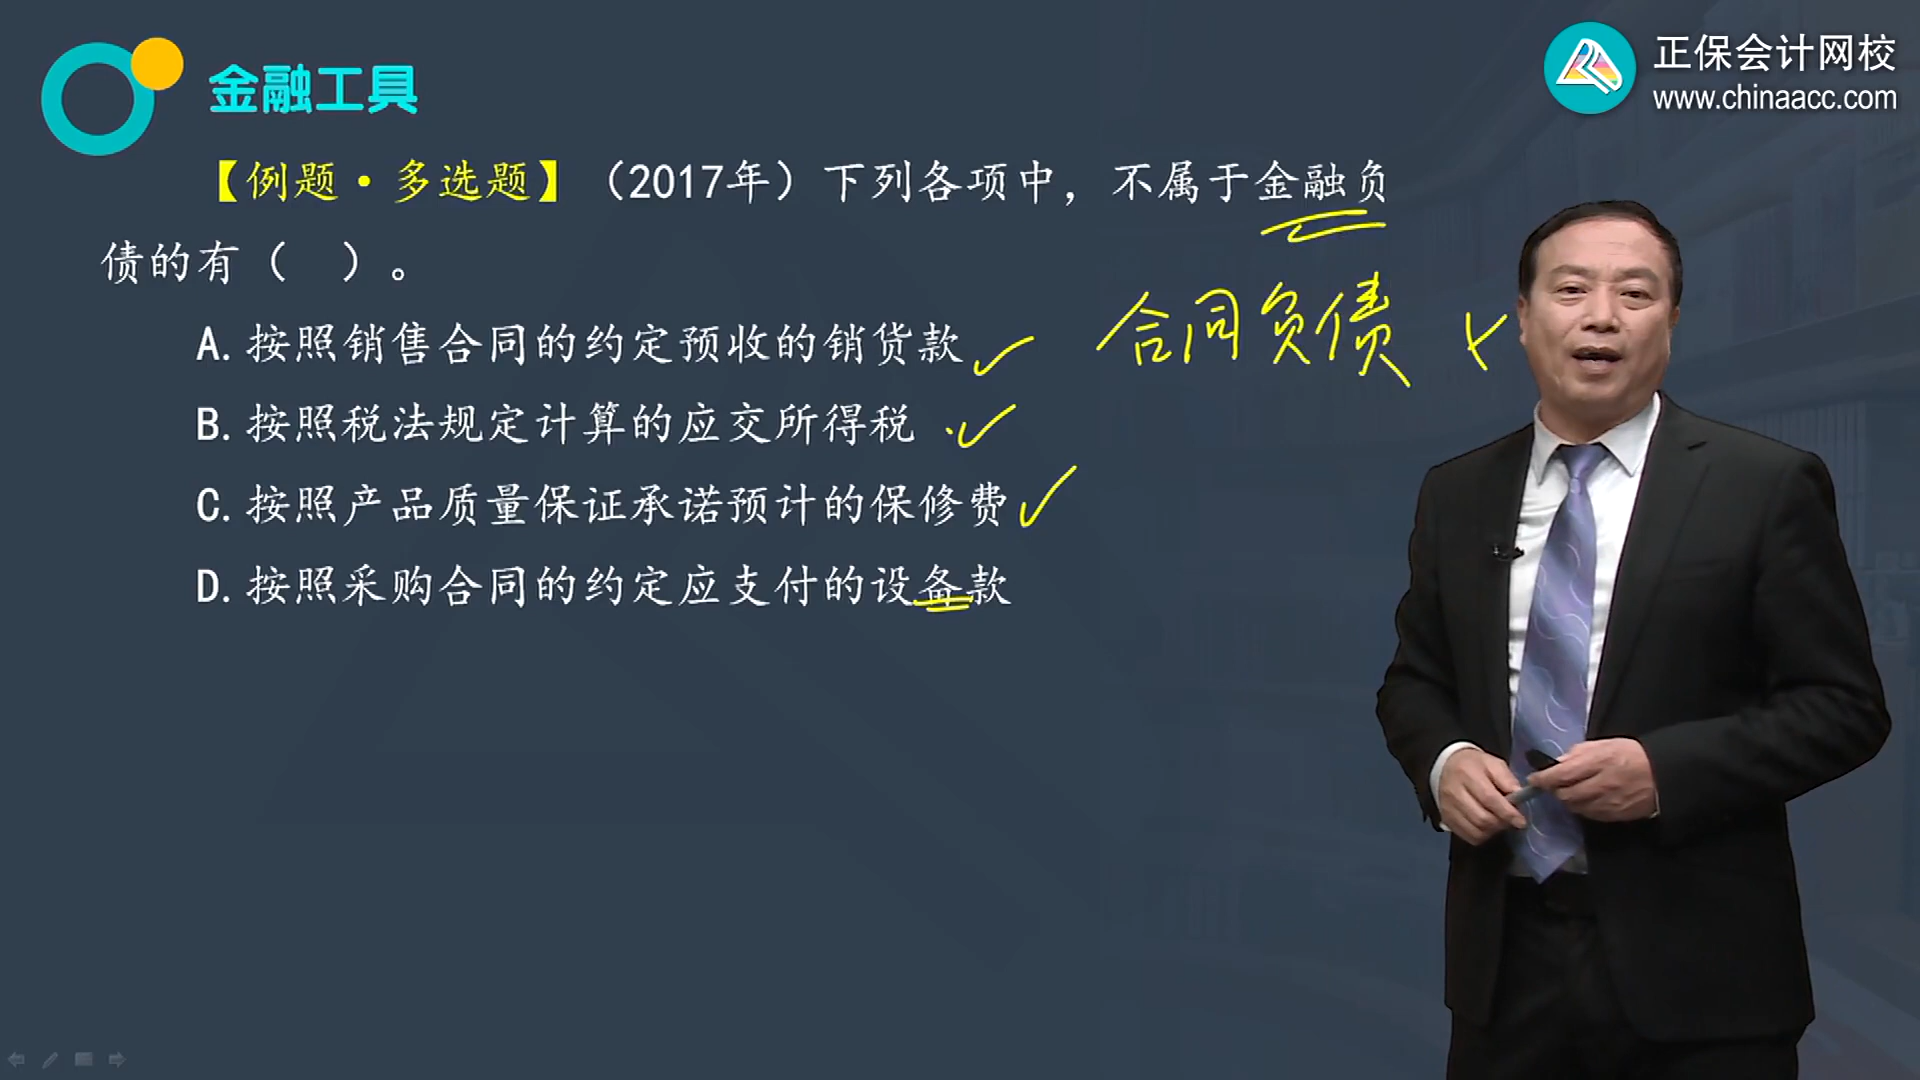 金融工具
正保会计网校
www.chinaacc.com
【例题·多选题】（2017年）下列各项中，不属于金融负
债的有（　）。
A.按照销售合同的约定预收的销货款
合同负债
B.按照税法规定计算的应交所得税
C.按照产品质量保证承诺预计的保修费
D.按照采购合同的约定应支付的设备款